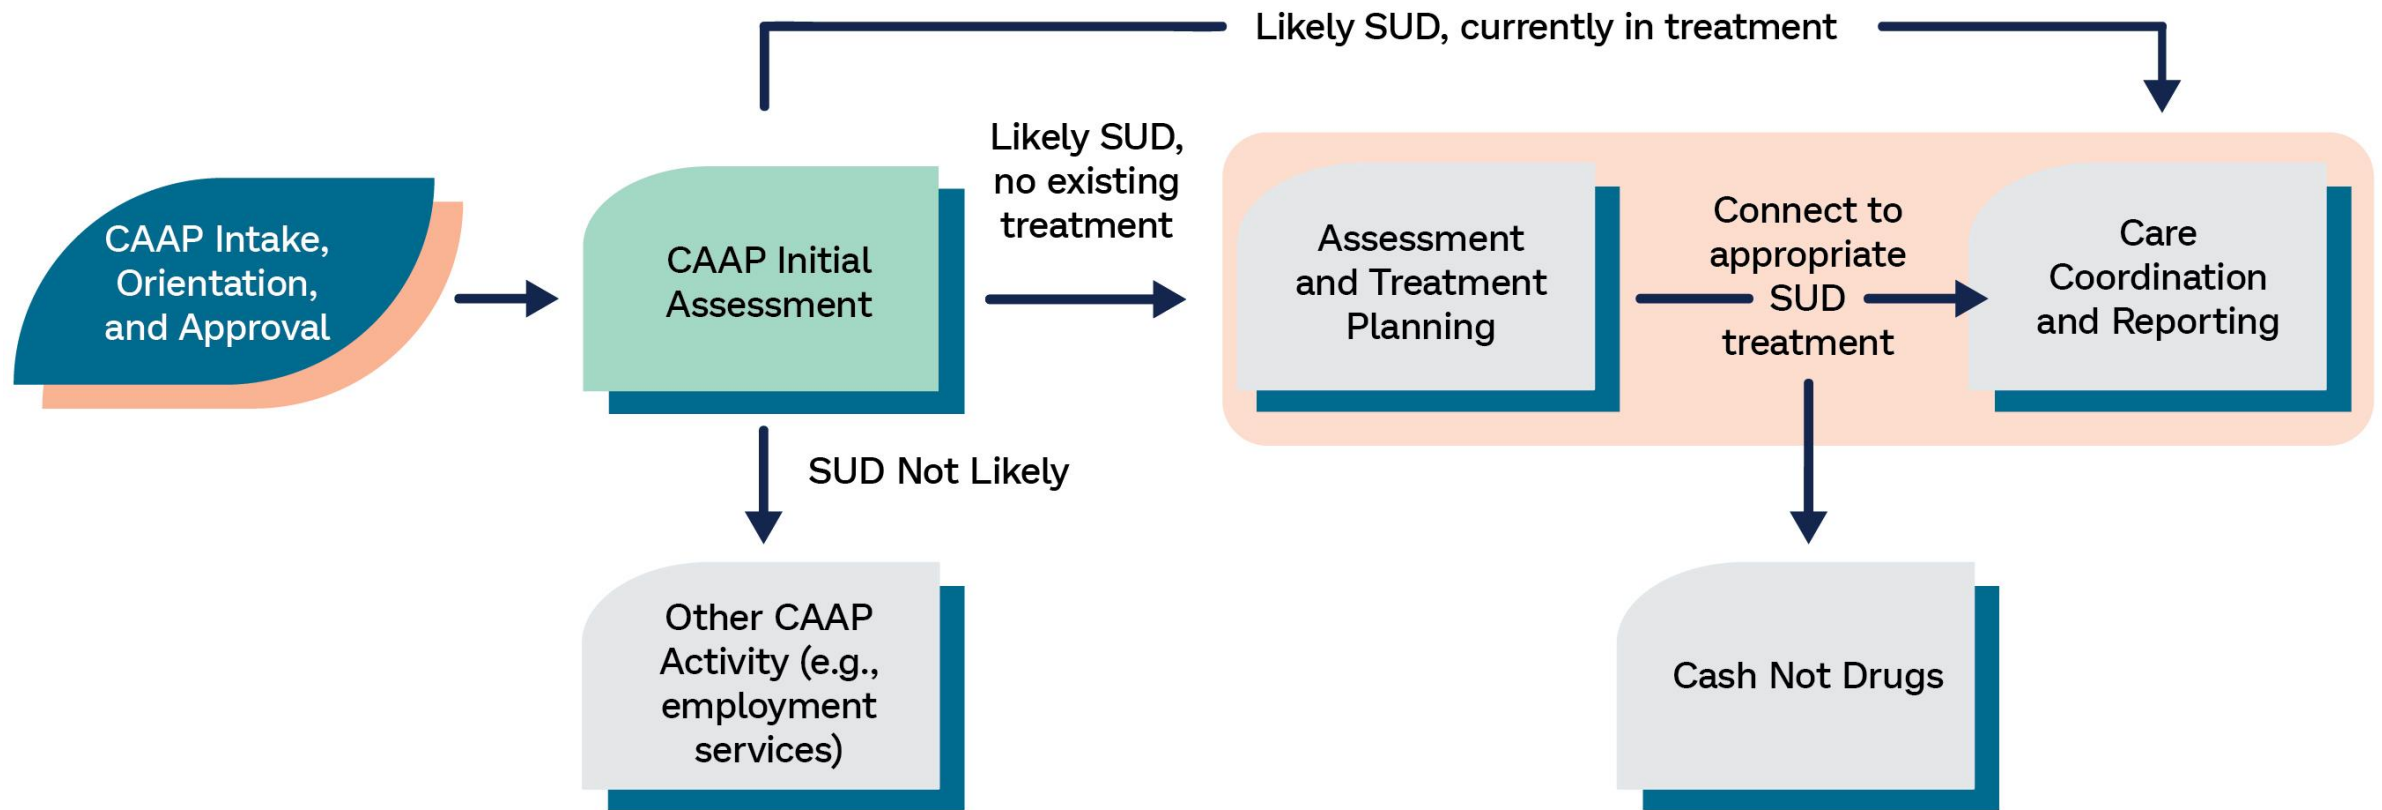 Likely SUD, currently in treatment
CAAP Intake,
Orientation,
and Approval
CAAP Initial
Assessment
Likely SUD,
no existing
treatment
Assessment
and Treatment
Planning
Connect to
appropriate
SUD
treatment
Care
Coordination
and Reporting
SUD Not Likely
Other CAAP
Activity (e.g.,
employment
services)
Cash Not Drugs